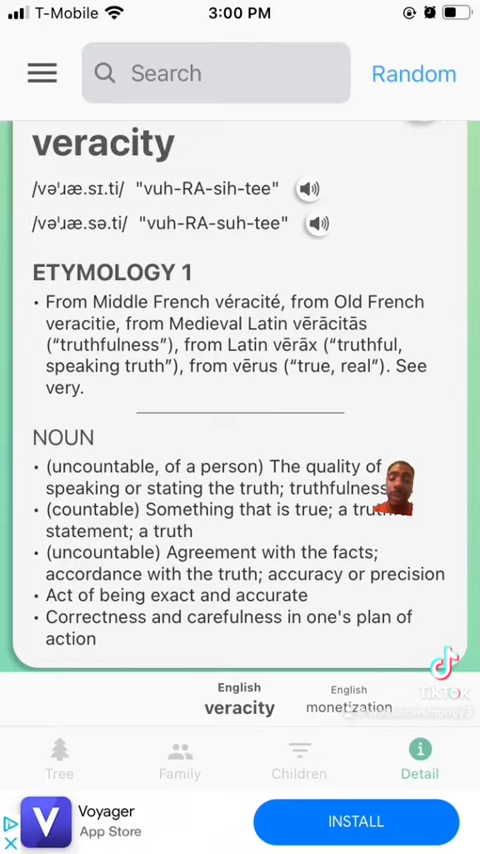 T-Mobile 3:00 PM
Search Random
veracity
/vəˈɹæ.sɪ.ti/ "vuh-RA-sih-tee"
/vəˈɹæ.sə.ti/ "vuh-RA-suh-tee"
ETYMOLOGY 1
• From Middle French véracité, from Old French
veracitie, from Medieval Latin vērācitās
(“truthfulness”), from Latin vērāx (“truthful,
speaking truth”), from vērus (“true, real”). See
very.
NOUN
• (uncountable, of a person) The quality of
speaking or stating the truth; truthfulness
• (countable) Something that is true; a
statement; a truth
• (uncountable) Agreement with the facts;
accordance with the truth; accuracy or precision
• Act of being exact and accurate
• Correctness and carefulness in one's plan of
action
TikTok
English
veracity
English
monetization
Tree Family Children Detail
V
Voyager
App Store
INSTALL